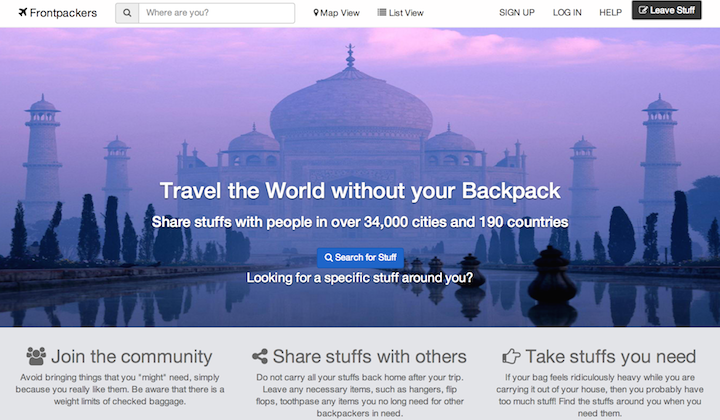 Frontpackers
Where are you?
Map View
List View
SIGN UP
LOG IN
HELP
Leave Stuff
Travel the World without your Backpack
Share stuffs with people in over 34,000 cities and 190 countries
Search for Stuff
Looking for a specific stuff around you?
Join the community
Avoid bringing things that you "might" need, simply
because you really like them. Be aware that there is a
weight limits of checked baggage.
Share stuffs with others
Do not carry all your stuffs back home after your trip.
Leave any necessary items, such as hangers, flip
flops, toothpase any items you no long need for other
backpackers in need.
Take stuffs you need
If your bag feels ridiculously heavy while you are
carrying it out of your house, then you probably have
too much stuff! Find the stuffs around you when you
need them.